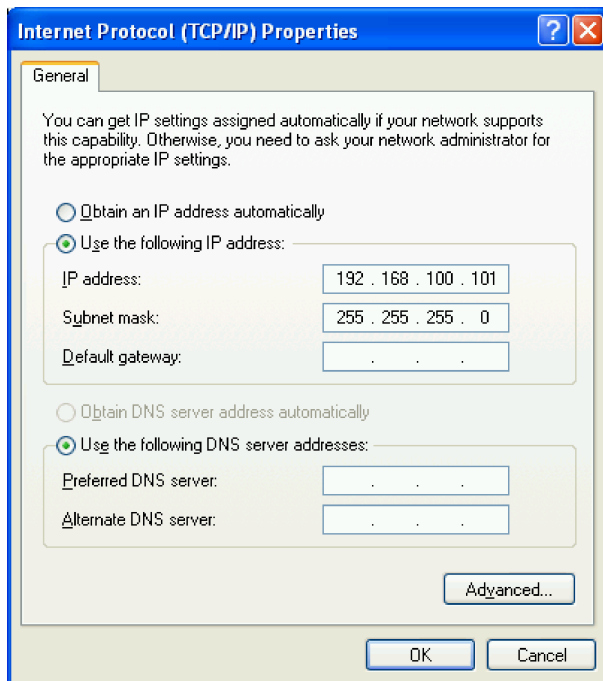 Internet Protocol (TCP/IP) Properties
General
You can get IP settings assigned automatically if your network supports
this capability. Otherwise, you need to ask your network administrator for
the appropriate IP settings.
Obtain an IP address automatically
Use the following IP address:
IP address: 192 . 168 . 100 . 101
Subnet mask: 255 . 255 . 255 . 0
Default gateway: . . .
Obtain DNS server address automatically
Use the following DNS server addresses:
Preferred DNS server: . . .
Alternate DNS server: . . .
Advanced...
OK Cancel